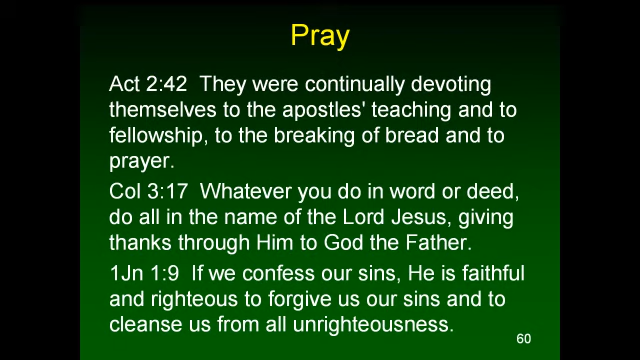 Pray
Act 2:42  They were continually devoting
themselves to the apostles' teaching and to
fellowship, to the breaking of bread and to
prayer.
Col 3:17  Whatever you do in word or deed,
do all in the name of the Lord Jesus, giving
thanks through Him to God the Father.
1Jn 1:9  If we confess our sins, He is faithful
and righteous to forgive us our sins and to
cleanse us from all unrighteousness.
60